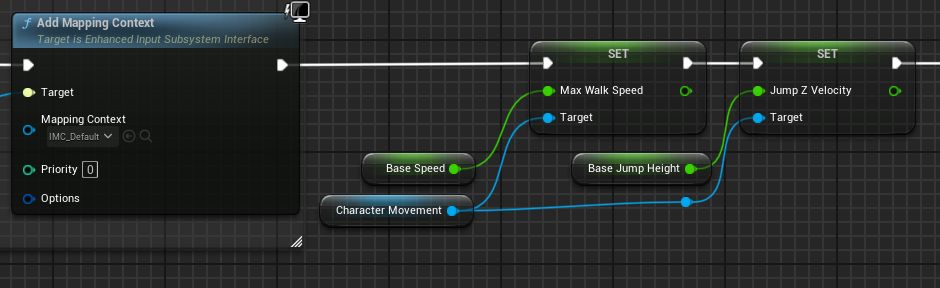 f Add Mapping Context
Target is Enhanced Input Subsystem Interface
Target
Mapping Context
IMC_Default
Priority 0
Options
SET
Max Walk Speed
Target
Base Speed
Character Movement
SET
Jump Z Velocity
Target
Base Jump Height